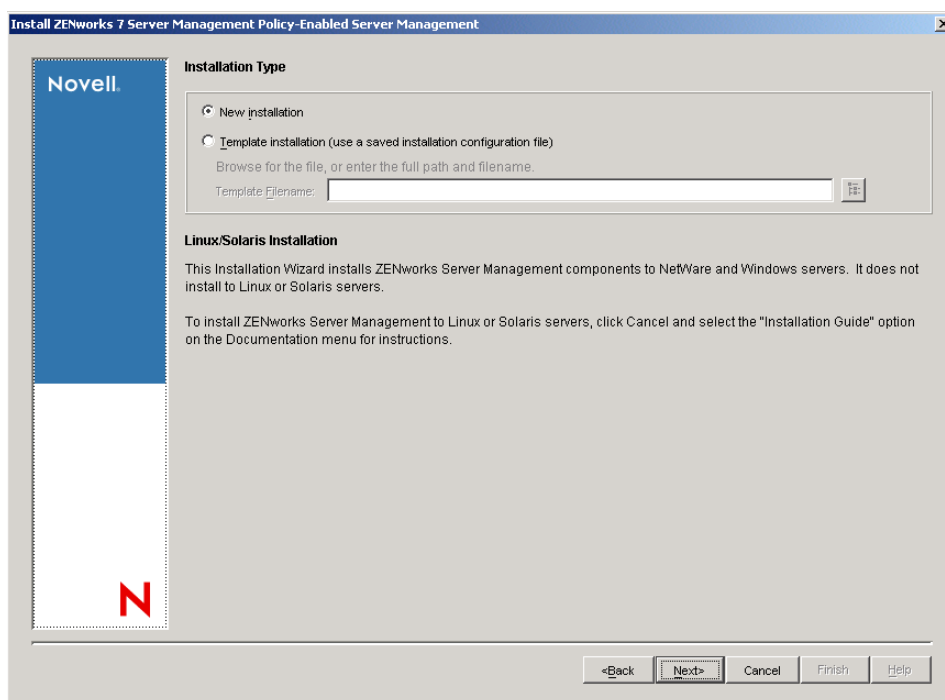 Install ZENworks 7 Server Management Policy-Enabled Server Management
Novell.
Installation Type
New installation
Template installation (use a saved installation configuration file)
Browse for the file, or enter the full path and filename.
Template Filename:
Linux/Solaris Installation
This Installation Wizard installs ZENworks Server Management components to NetWare and Windows servers. It does not
install to Linux or Solaris servers.
To install ZENworks Server Management to Linux or Solaris servers, click Cancel and select the "Installation Guide" option
on the Documentation menu for instructions.
N
<Back Next> Cancel Finish Help